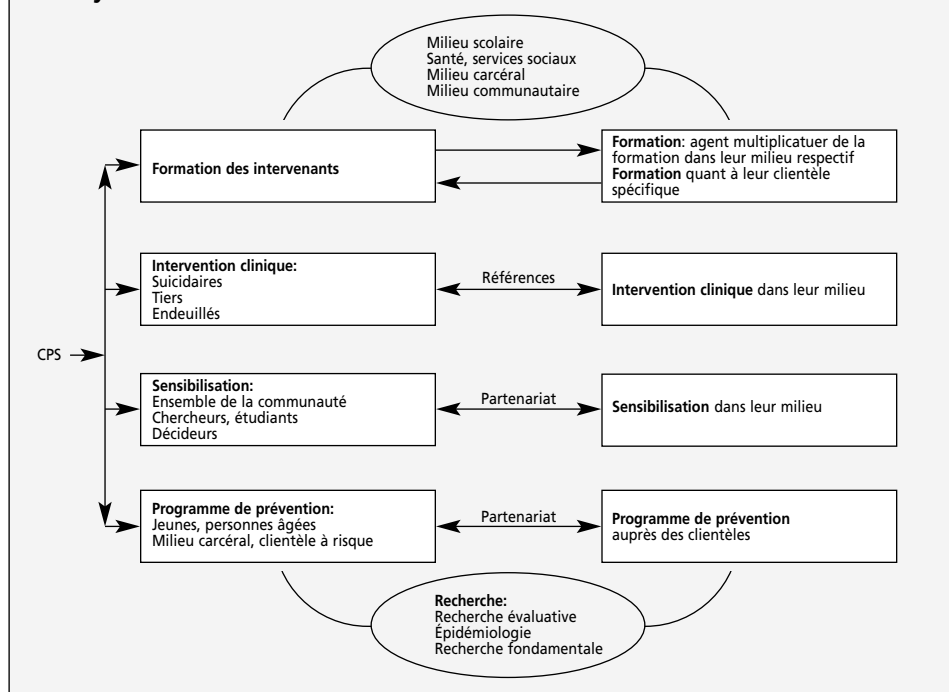 Milieu scolaire
Santé, services sociaux
Milieu carcéral
Milieu communautaire
Formation des intervenants
Formation: agent multiplicatuer de la
formation dans leur milieu respectif
Formation quant à leur clientèle
spécifique
Intervention clinique:
Suicidaires
Tiers
Endeuillés
Références
Intervention clinique dans leur milieu
CPS
Sensibilisation:
Ensemble de la communauté
Chercheurs, étudiants
Décideurs
Partenariat
Sensibilisation dans leur milieu
Programme de prévention:
Jeunes, personnes âgées
Milieu carcéral, clientèle à risque
Partenariat
Programme de prévention
auprès des clientèles
Recherche:
Recherche évaluative
Épidémiologie
Recherche fondamentale